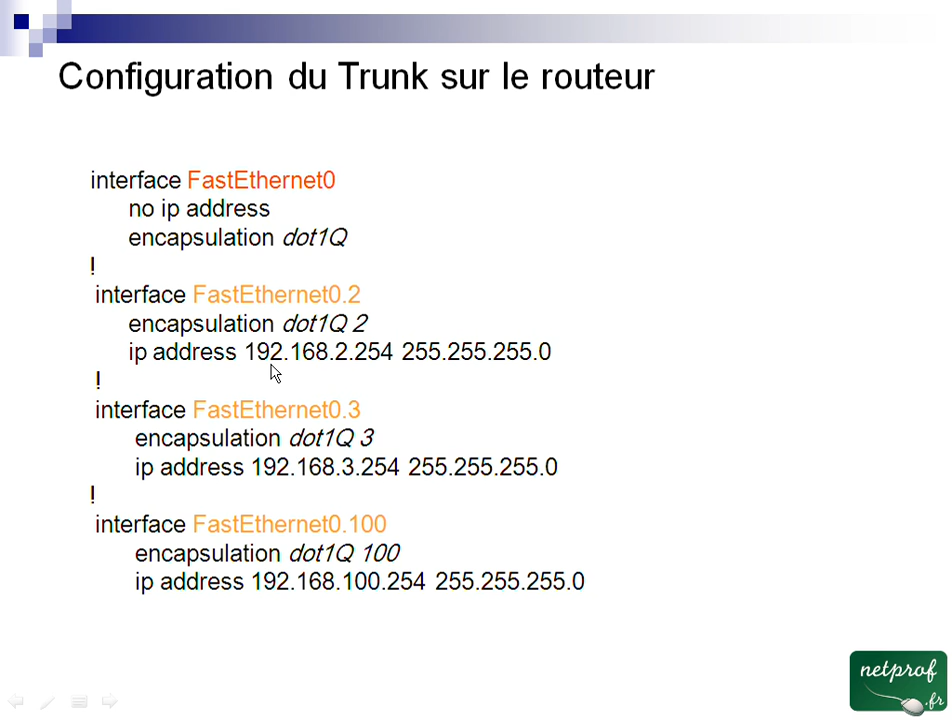 Configuration du Trunk sur le routeur
interface FastEthernet0
no ip address
encapsulation dot1Q
!
interface FastEthernet0.2
encapsulation dot1Q 2
ip address 192.168.2.254 255.255.255.0
!
interface FastEthernet0.3
encapsulation dot1Q 3
ip address 192.168.3.254 255.255.255.0
!
interface FastEthernet0.100
encapsulation dot1Q 100
ip address 192.168.100.254 255.255.255.0
netprof
.fr